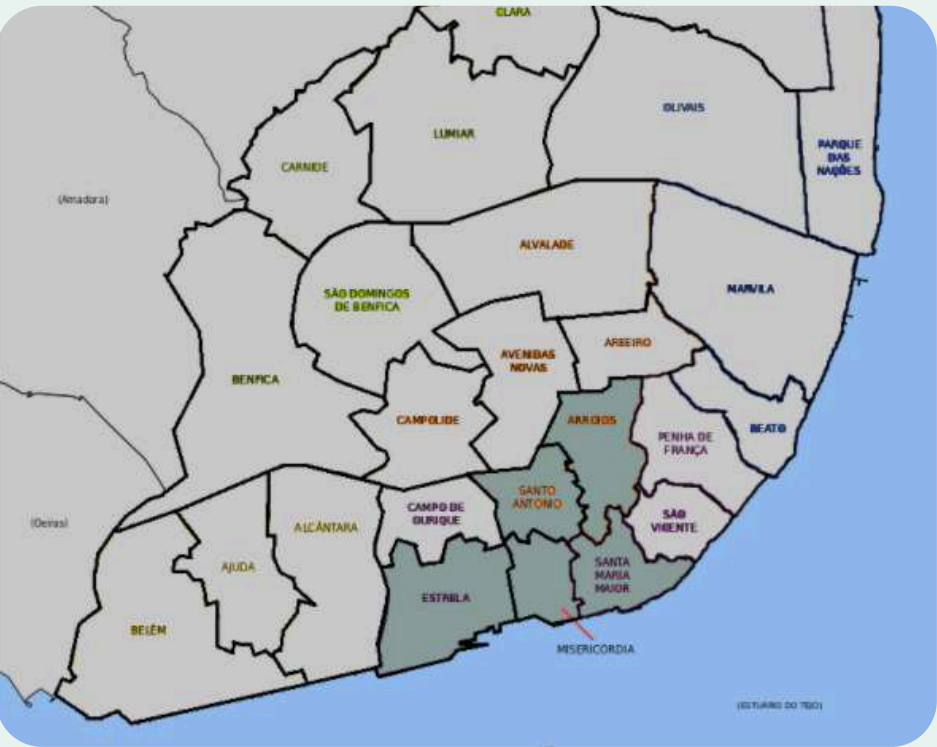 CLARA
OLIVAIS
LUMIAR
PARQUE
DAS
NAÇÕES
CARNIDE
(Amadora)
ALVALADE
SÃO DOMINGOS
DE BENFICA
MARVILA
AREEIRO
AVENIDAS
NOVAS
BENFICA
CAMPOLIDE
ARROIOS
BEATO
PENHA DE
FRANÇA
SANTO
ANTONIO
CAMPO DE
OURIQUE
SÃO
VICENTE
(Oeiras)
ALCÂNTARA
AJUDA
SANTA
MARIA
MAIOR
ESTRELA
BELÉM
MISERICÓRDIA
(ESTUÁRIO DO TEJO)